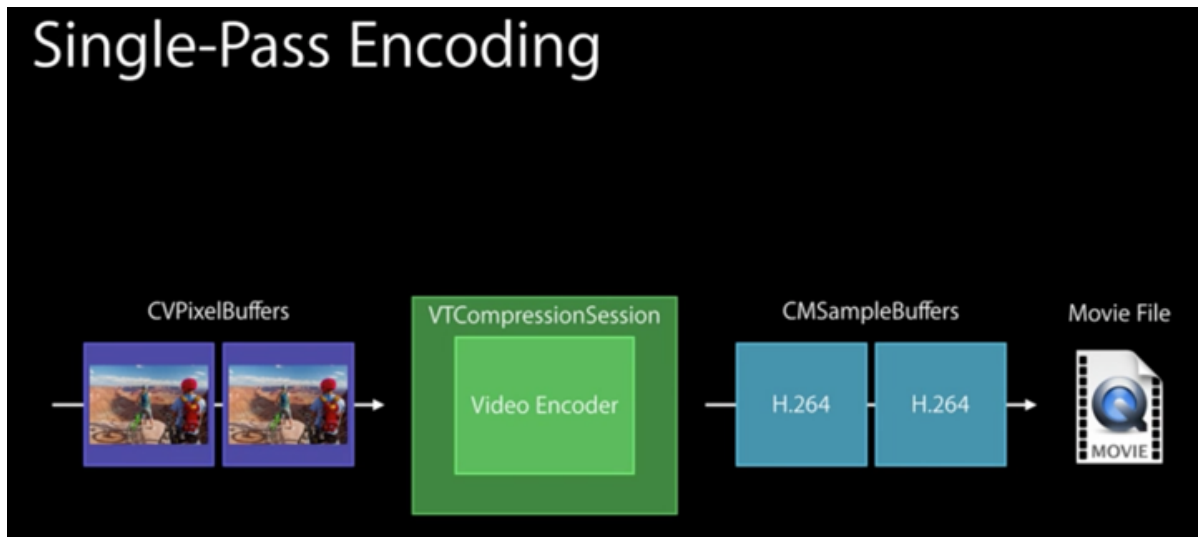 Single-Pass Encoding
CVPixelBuffers
VTCompressionSession
Video Encoder
CMSampleBuffers
H.264
H.264
Movie File
MOVIE